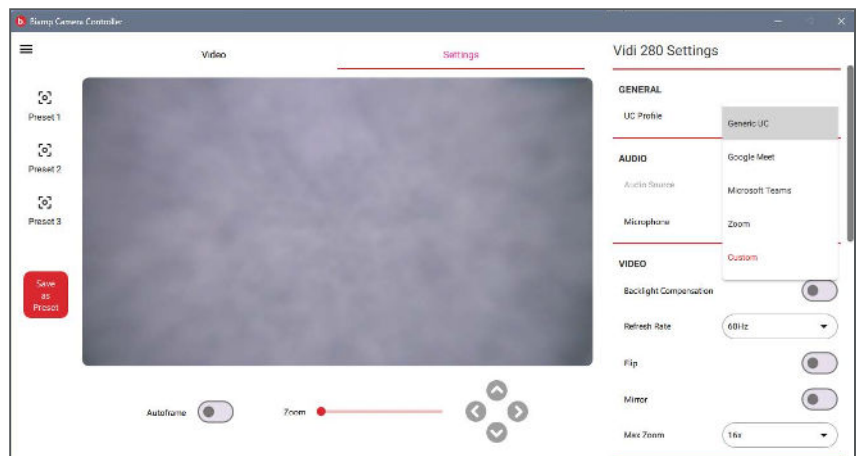 b Biamp Camera Controller
Video
Settings
Preset 1
Preset 2
Preset 3
Save
as
Preset
Autoframe
Zoom
Vidi 280 Settings
GENERAL
UC Profile
Generic UC
Google Meet
Microsoft Teams
Zoom
Custom
AUDIO
Audio Source
Microphone
VIDEO
Backlight Compensation
Refresh Rate
60Hz
Flip
Mirror
Max Zoom
16x